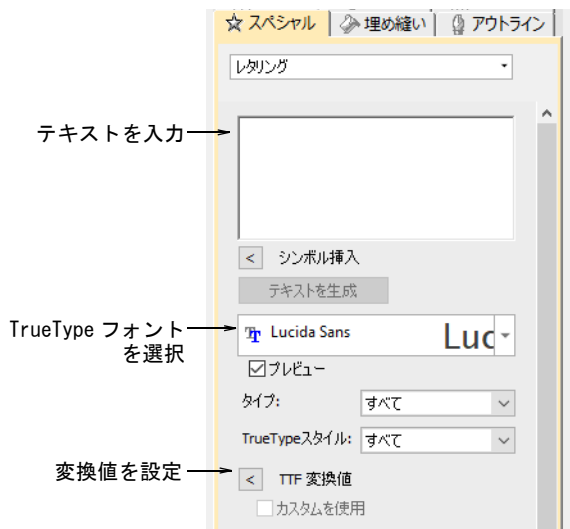 スペシャル 埋め縫い アウトライン
レタリング
テキストを入力
< シンボル挿入
テキストを生成
TrueType フォント
を選択
Lucida Sans Luc
プレビュー
タイプ: すべて
TrueTypeスタイル: すべて
変換値を設定
< TTF 変換値
カスタムを使用